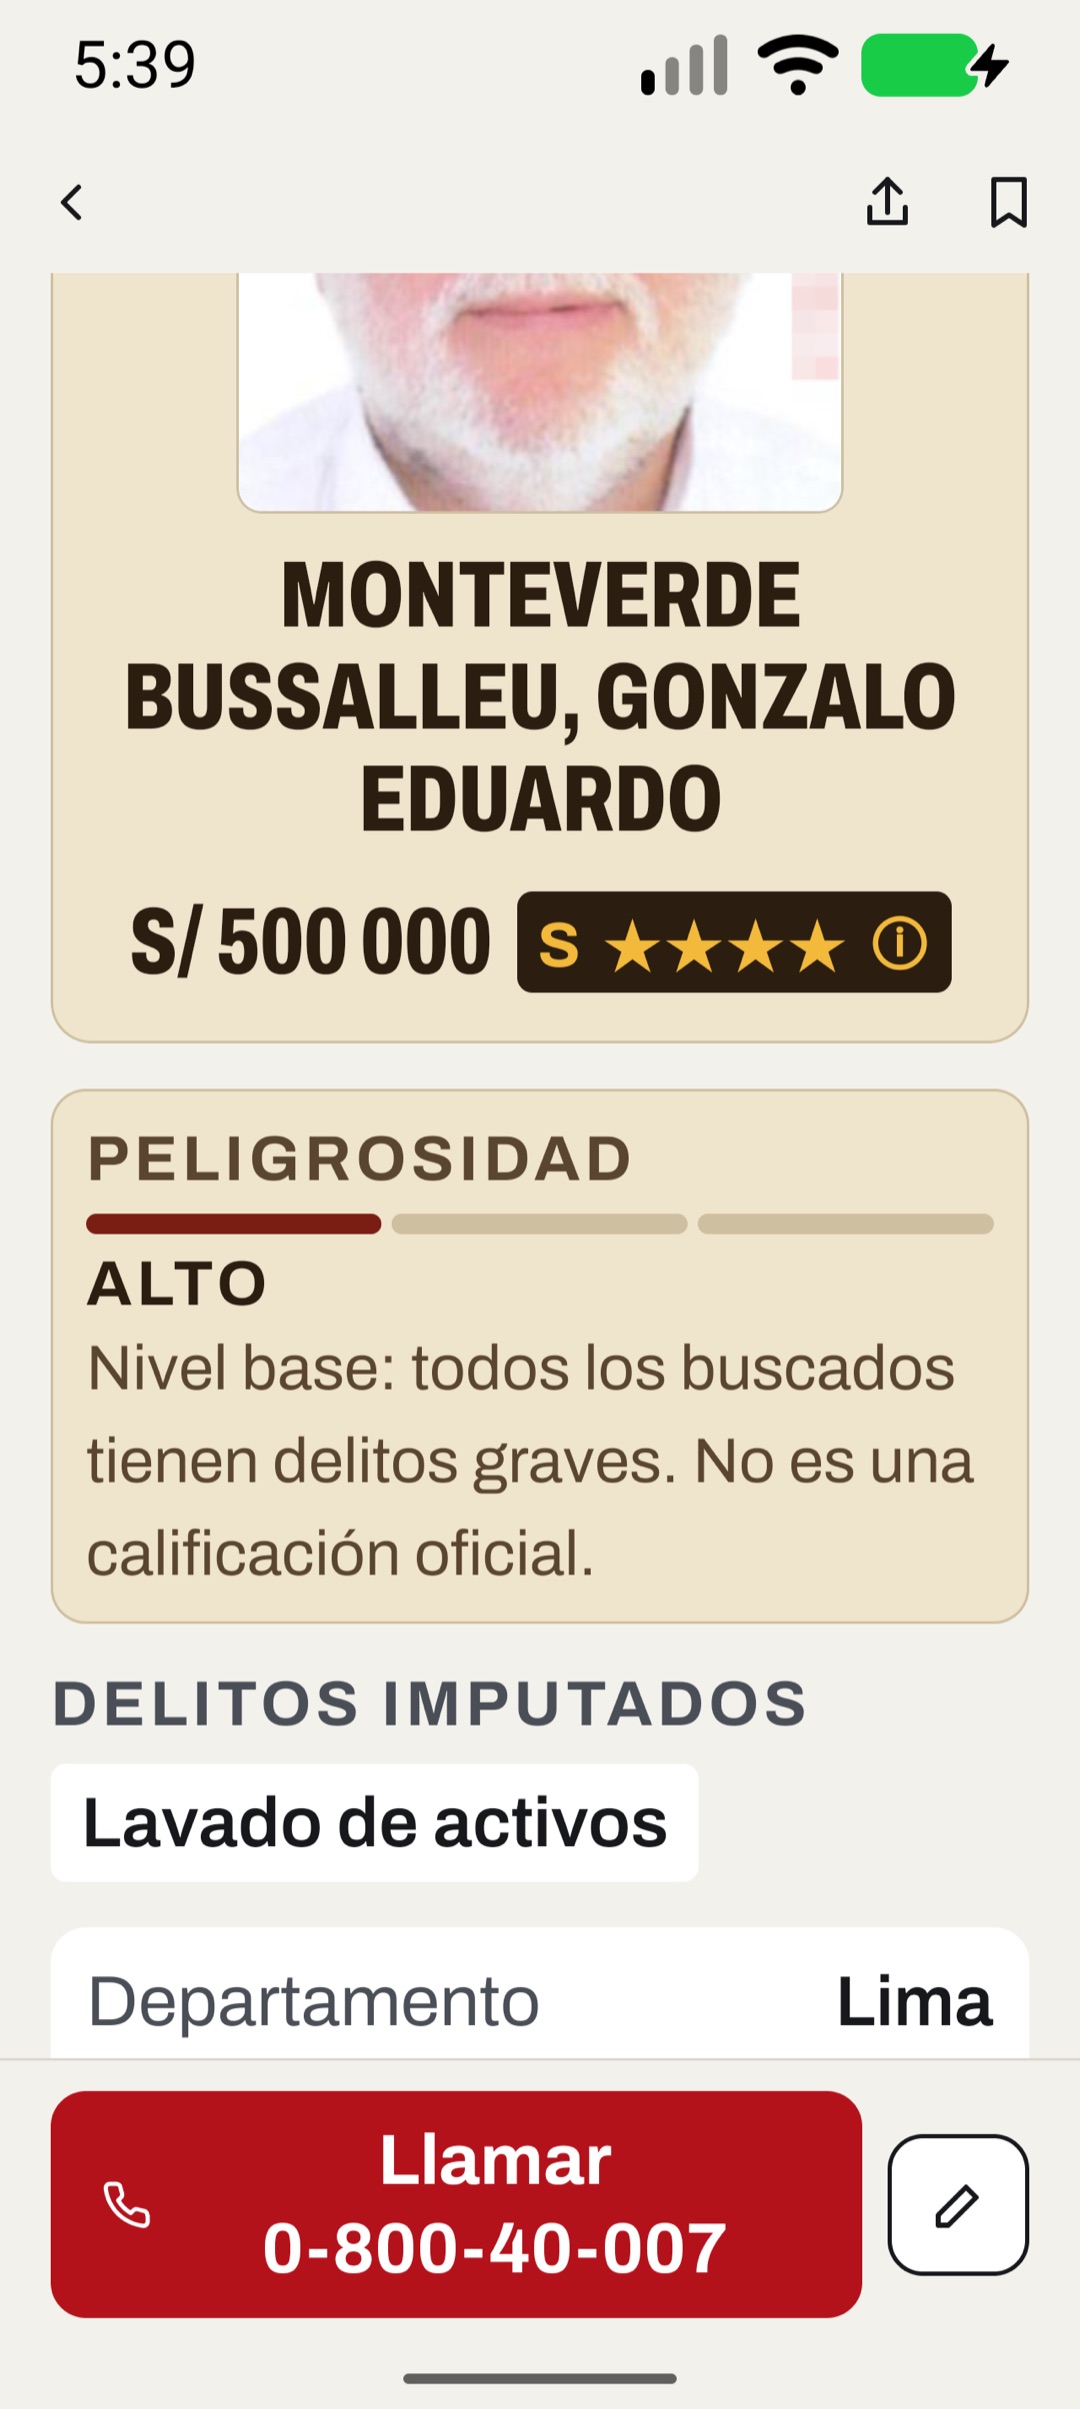 5:39
MONTEVERDE
BUSSALLEU, GONZALO
EDUARDO
S/ 500 000 S ★★★★ ⓘ
PELIGROSIDAD
ALTO
Nivel base: todos los buscados
tienen delitos graves. No es una
calificación oficial.
DELITOS IMPUTADOS
Lavado de activos
Departamento Lima
Llamar
0-800-40-007